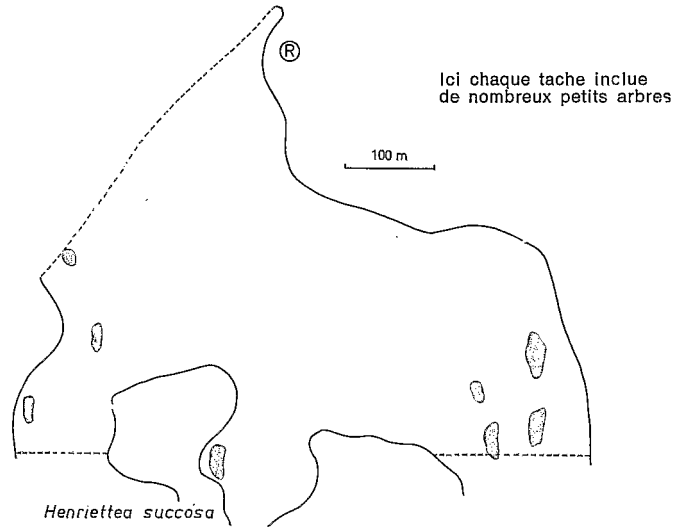 Ⓡ
Ici chaque tache inclue
de nombreux petits arbres
100 m
Henriettea succosa